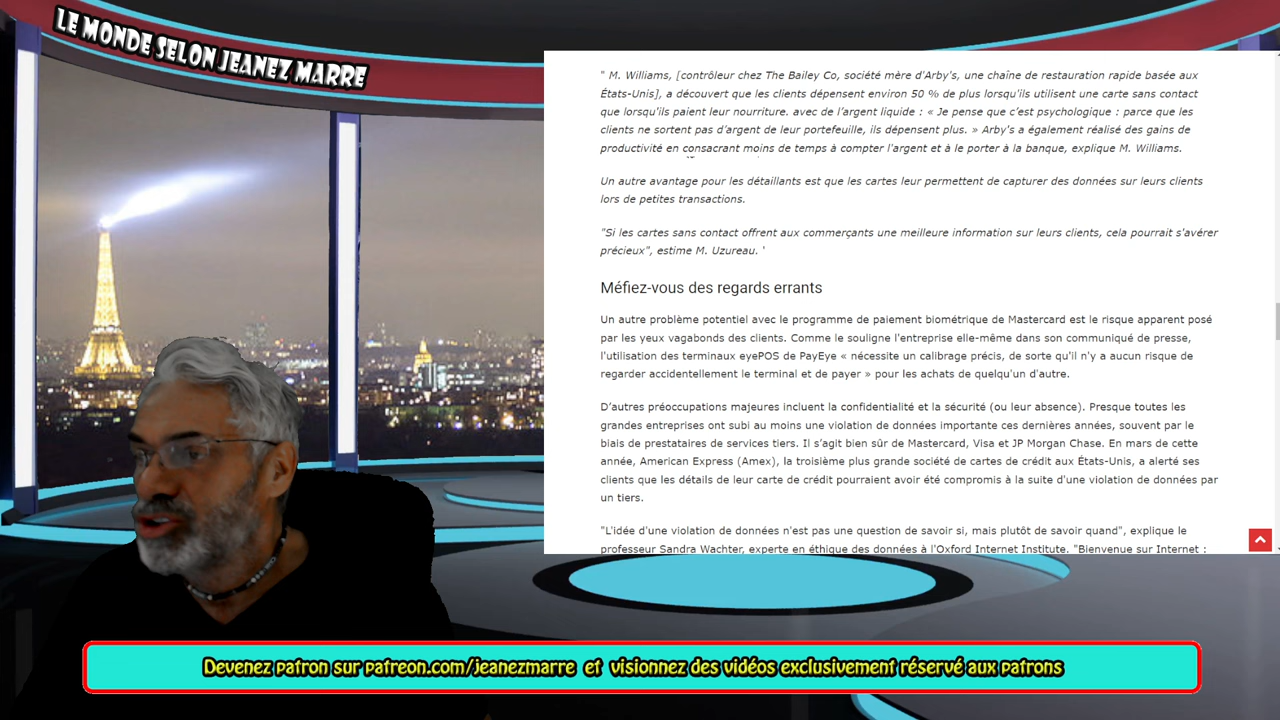 LE MONDE SELON JEANEZ MARRE
" M. Williams, [contrôleur chez The Bailey Co, société mère d'Arby's, une chaîne de restauration rapide basée aux
États-Unis], a découvert que les clients dépensent environ 50 % de plus lorsqu'ils utilisent une carte sans contact
que lorsqu'ils paient leur nourriture. avec de l’argent liquide : « Je pense que c’est psychologique : parce que les
clients ne sortent pas d’argent de leur portefeuille, ils dépensent plus. » Arby's a également réalisé des gains de
productivité en consacrant moins de temps à compter l'argent et à le porter à la banque, explique M. Williams.
Un autre avantage pour les détaillants est que les cartes leur permettent de capturer des données sur leurs clients
lors de petites transactions.
"Si les cartes sans contact offrent aux commerçants une meilleure information sur leurs clients, cela pourrait s'avérer
précieux", estime M. Uzureau. '
Méfiez-vous des regards errants
Un autre problème potentiel avec le programme de paiement biométrique de Mastercard est le risque apparent posé
par les yeux vagabonds des clients. Comme le souligne l'entreprise elle-même dans son communiqué de presse,
l'utilisation des terminaux eyePOS de PayEye « nécessite un calibrage précis, de sorte qu'il n'y a aucun risque de
regarder accidentellement le terminal et de payer » pour les achats de quelqu'un d'autre.
D’autres préoccupations majeures incluent la confidentialité et la sécurité (ou leur absence). Presque toutes les
grandes entreprises ont subi au moins une violation de données importante ces dernières années, souvent par le
biais de prestataires de services tiers. Il s’agit bien sûr de Mastercard, Visa et JP Morgan Chase. En mars de cette
année, American Express (Amex), la troisième plus grande société de cartes de crédit aux États-Unis, a alerté ses
clients que les détails de leur carte de crédit pourraient avoir été compromis à la suite d'une violation de données par
un tiers.
"L'idée d'une violation de données n'est pas une question de savoir si, mais plutôt de savoir quand", explique le
professeur Sandra Wachter, experte en éthique des données à l'Oxford Internet Institute. "Bienvenue sur Internet :
Devenez patron sur patreon.com/jeanezmarre et visionnez des vidéos exclusivement réservé aux patrons